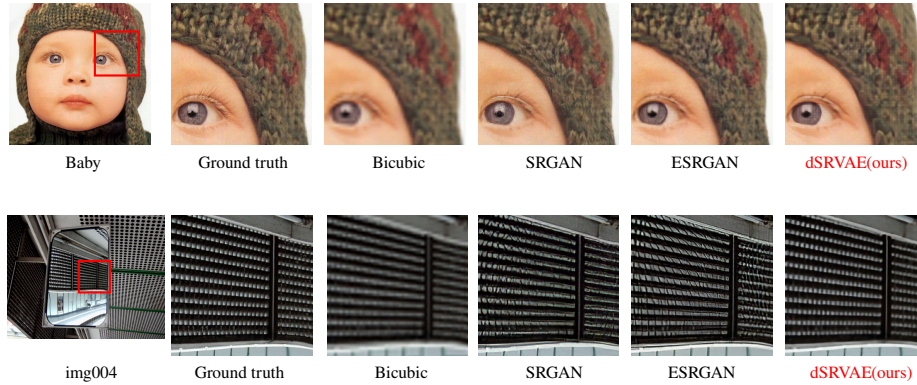 Baby Ground truth Bicubic SRGAN ESRGAN dSRVAE(ours)
img004 Ground truth Bicubic SRGAN ESRGAN dSRVAE(ours)